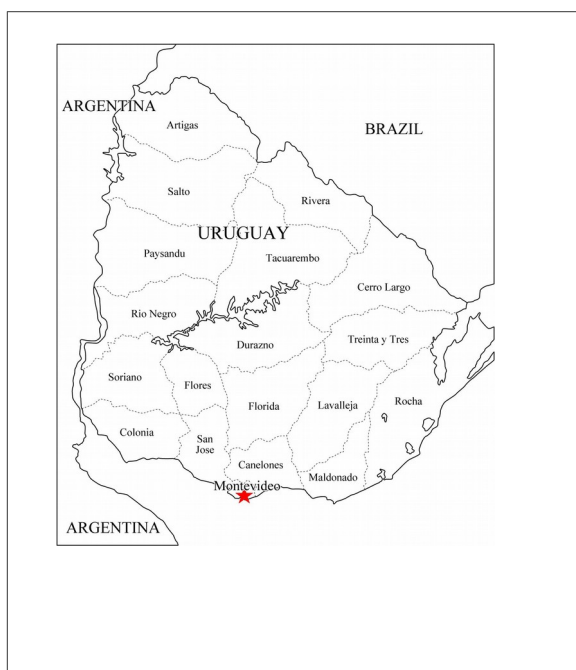 ARGENTINA
BRAZIL
Artigas
Salto
Rivera
URUGUAY
Paysandu
Tacuarembo
Cerro Largo
Rio Negro
Durazno
Treinta y Tres
Soriano
Flores
Florida
Lavalleja
Rocha
Colonia
San
Jose
Canelones
Maldonado
Montevideo
ARGENTINA